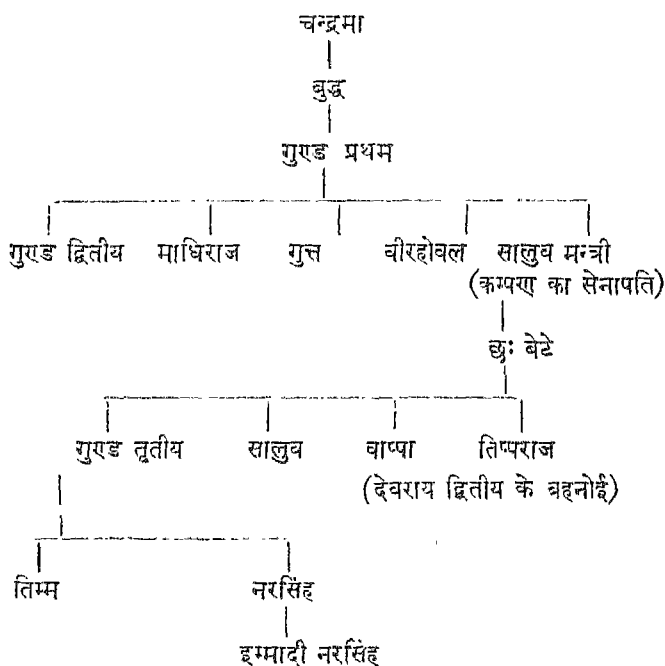 चन्द्रमा
बुद्ध
गुण्ड प्रथम
गुण्ड द्वितीय माधिराज गुत्त वीरहोवल सालुव मन्त्री
(कम्पण का सेनापति)
छः बेटे
गुण्ड तृतीय सालुव वाप्पा तिप्पराज
(देवराय द्वितीय के बहनोई)
तिम्म नरसिंह
इम्मादी नरसिंह